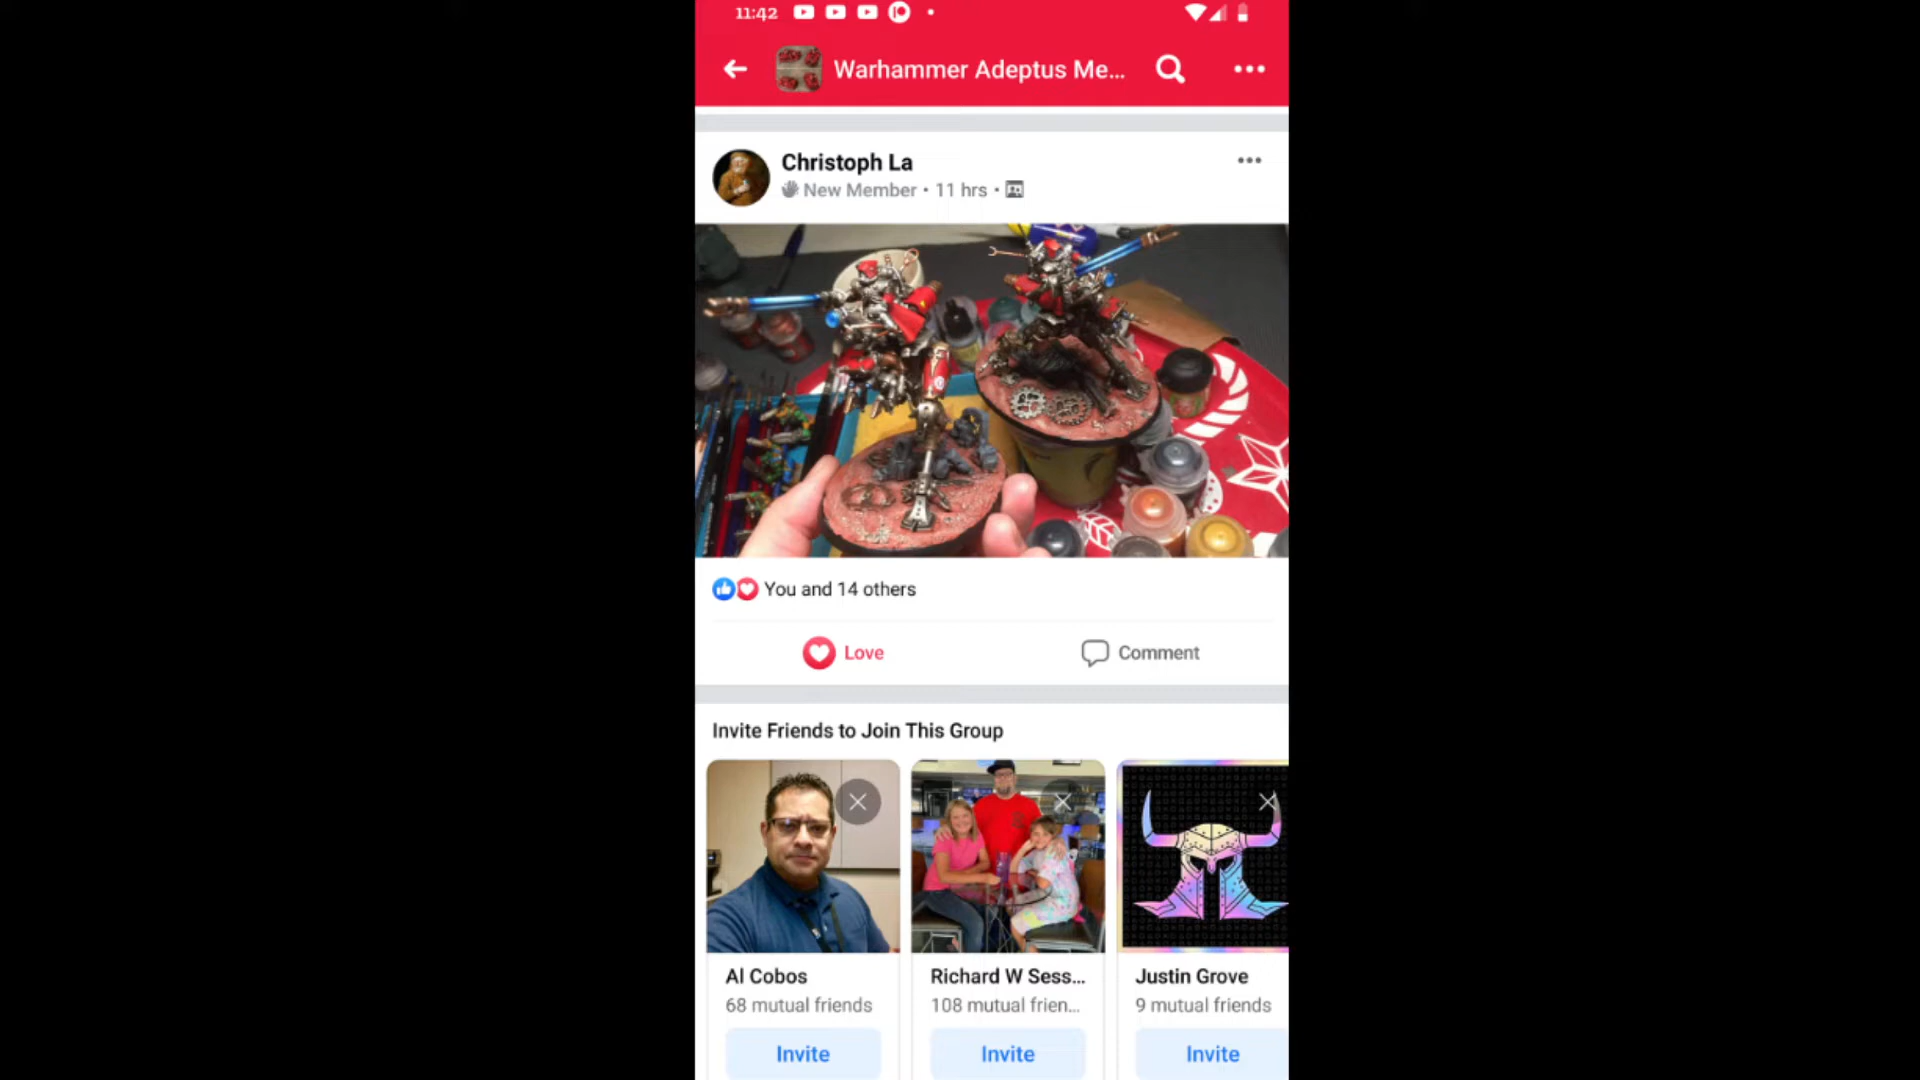 11:42
Warhammer Adeptus Me...
Christoph La
New Member • 11 hrs •
You and 14 others
Love
Comment
Invite Friends to Join This Group
Al Cobos
68 mutual friends
Invite
Richard W Sess...
108 mutual frien...
Invite
Justin Grove
9 mutual friends
Invite